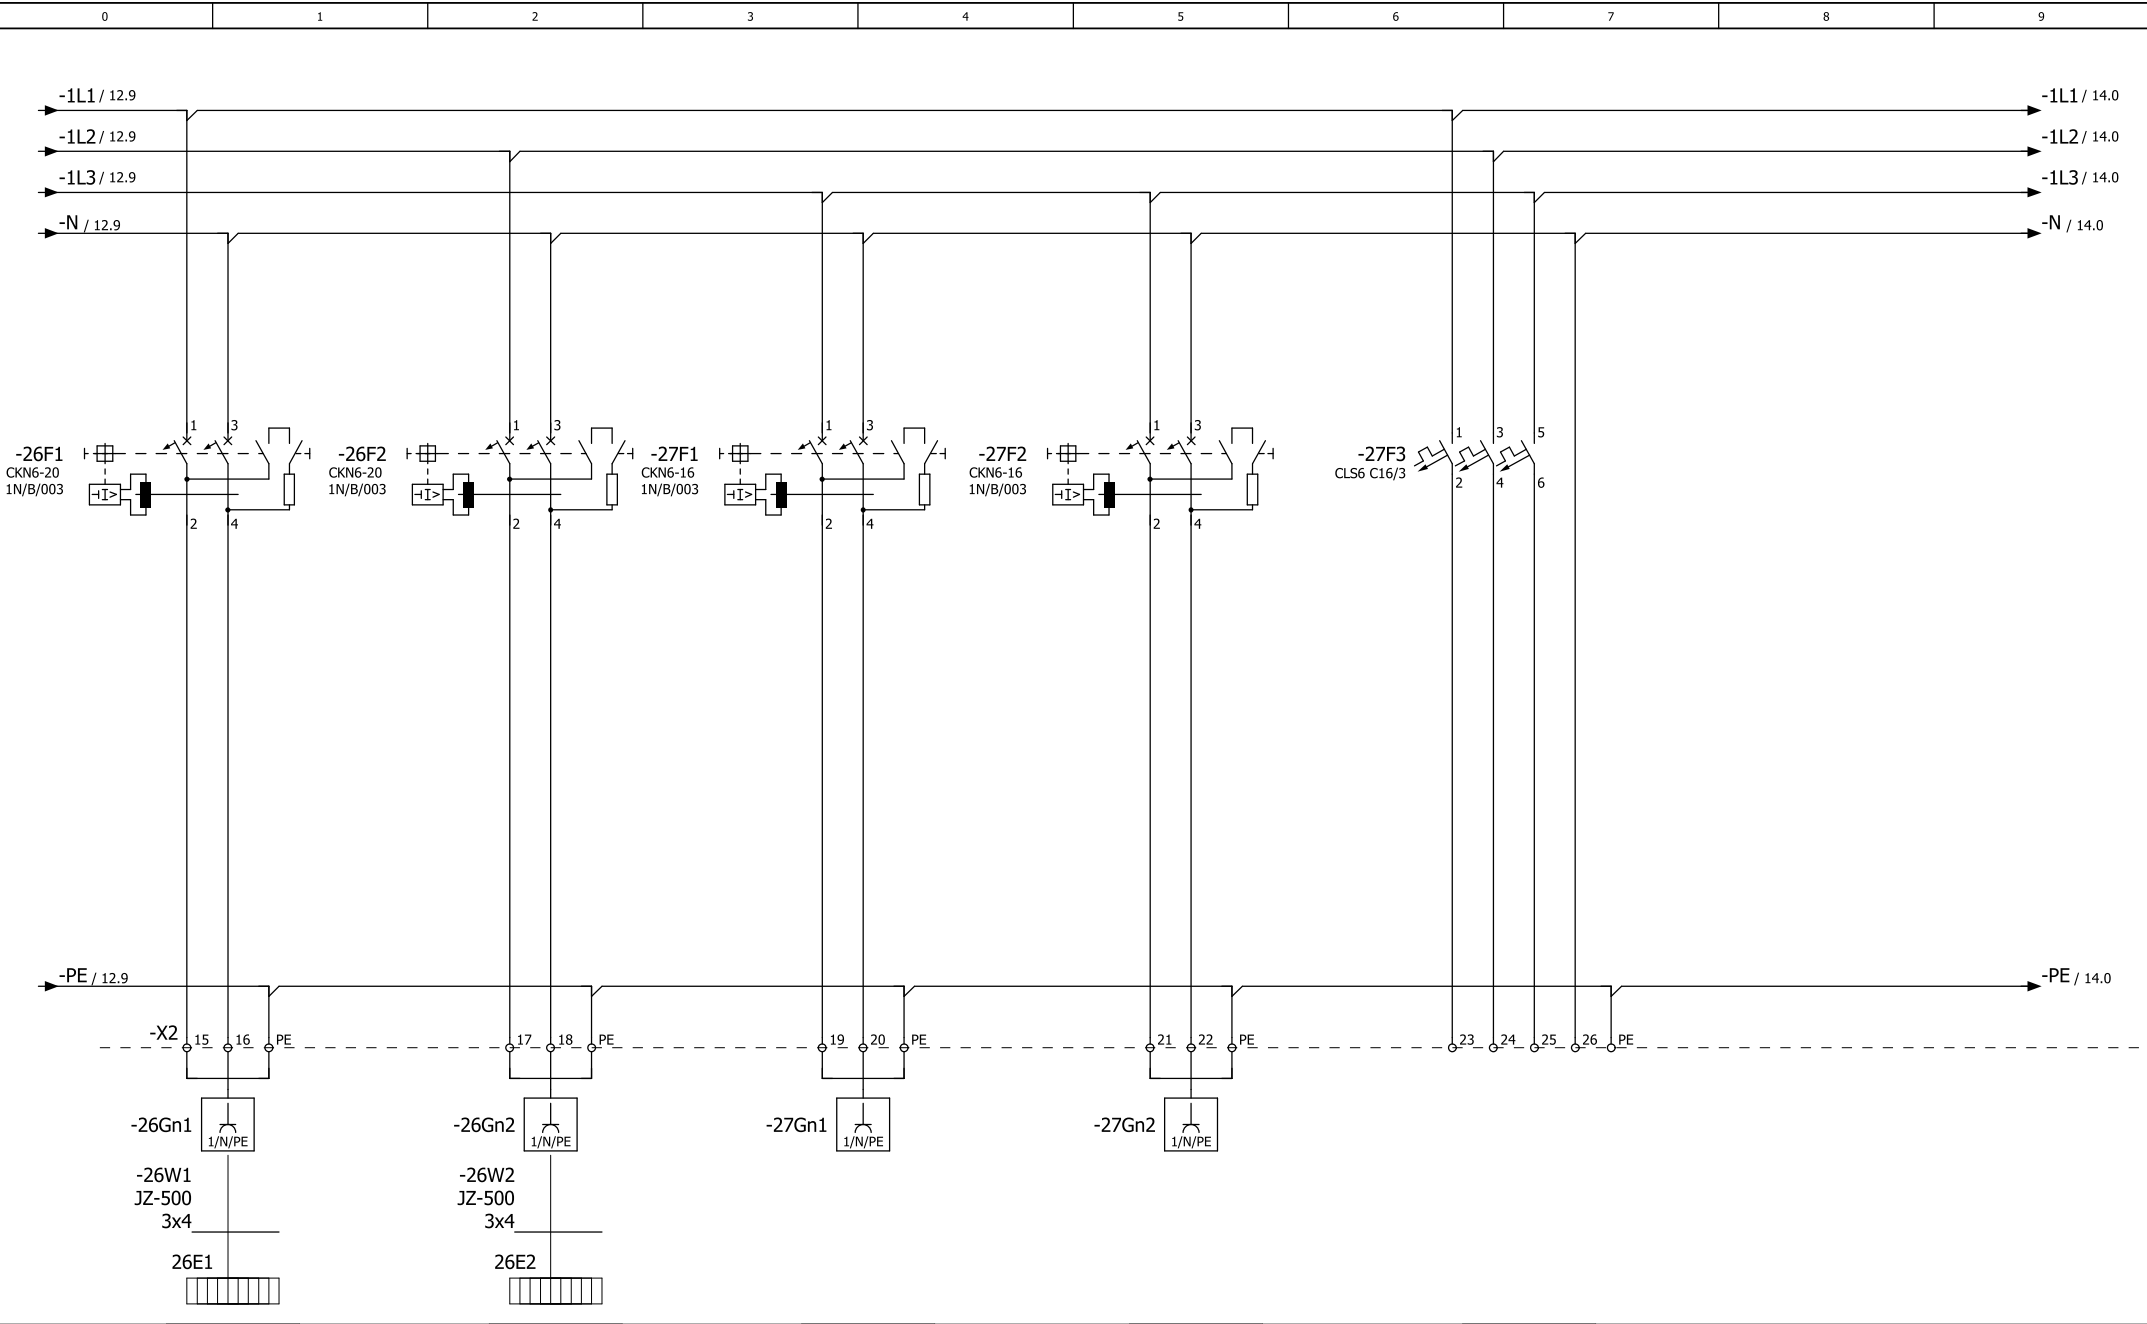 0 1 2 3 4 5 6 7 8 9
-1L1 / 12.9 -1L1 / 14.0
-1L2 / 12.9 -1L2 / 14.0
-1L3 / 12.9 -1L3 / 14.0
-N / 12.9 -N / 14.0
1 3 1 3 1 3 1 3 1 3 5
-26F1 -26F2 -27F1 -27F2 -27F3
CKN6-20 CKN6-20 CKN6-16 CKN6-16 CLS6 C16/3
1N/B/003 1N/B/003 1N/B/003 1N/B/003
2 4 6
I> I> I> I>
2 4 2 4 2 4 2 4
-PE / 12.9 -PE / 14.0
-X2 15 16 PE 17 18 PE 19 20 PE 21 22 PE 23 24 25 26 PE
-26Gn1 -26Gn2 -27Gn1 -27Gn2
1/N/PE 1/N/PE 1/N/PE 1/N/PE
-26W1 -26W2
JZ-500 JZ-500
3x4 3x4
26E1 26E2